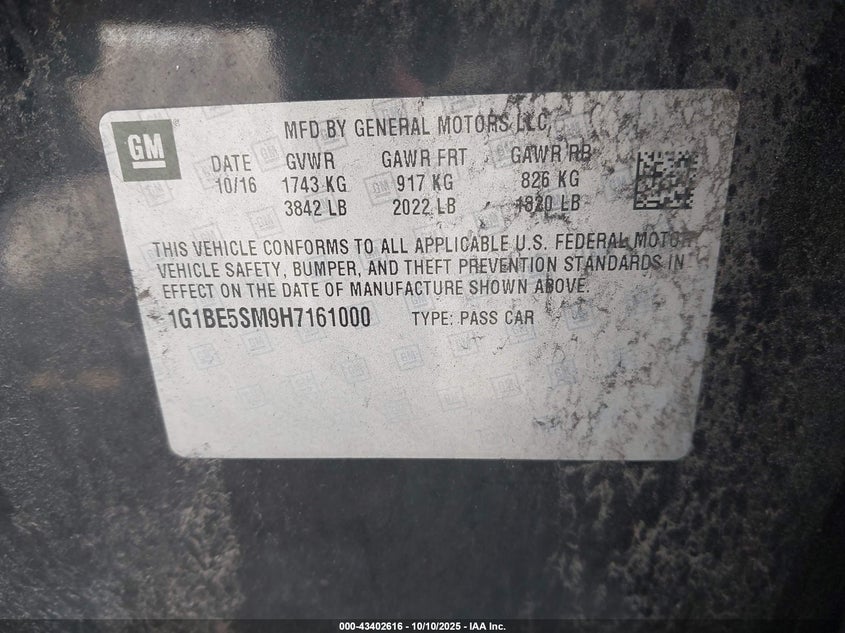 GM
MFD BY GENERAL MOTORS LLC
DATE GVWR GAWR FRT GAWR RR
10/16 1743 KG 917 KG 826 KG
3842 LB 2022 LB 1820 LB
THIS VEHICLE CONFORMS TO ALL APPLICABLE U.S. FEDERAL MOTOR
VEHICLE SAFETY, BUMPER, AND THEFT PREVENTION STANDARDS IN
EFFECT ON THE DATE OF MANUFACTURE SHOWN ABOVE.
1G1BE5SM9H7161000 TYPE: PASS CAR
000-43402616 - 10/10/2025 - IAA Inc.